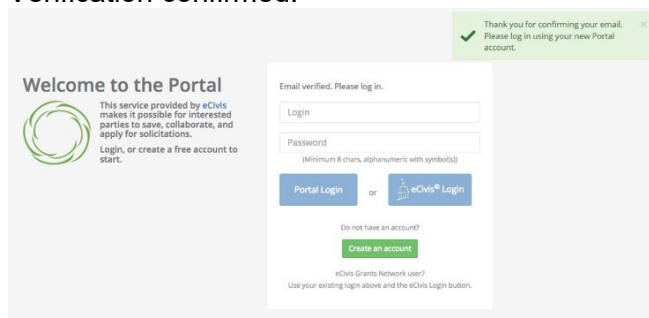 Verification confirmed.
Thank you for confirming your email.
Please log in using your new Portal
account.
×
Welcome to the Portal
This service provided by eCivis
makes it possible for interested
parties to save, collaborate, and
apply for solicitations.
Login, or create a free account to
start.
Email verified. Please log in.
Login
Password
(Minimum 8 chars, alphanumeric with symbol(s))
Portal Login
or
eCivis® Login
Do not have an account?
Create an account
eCivis Grants Network user?
Use your existing login above and the eCivis Login button.